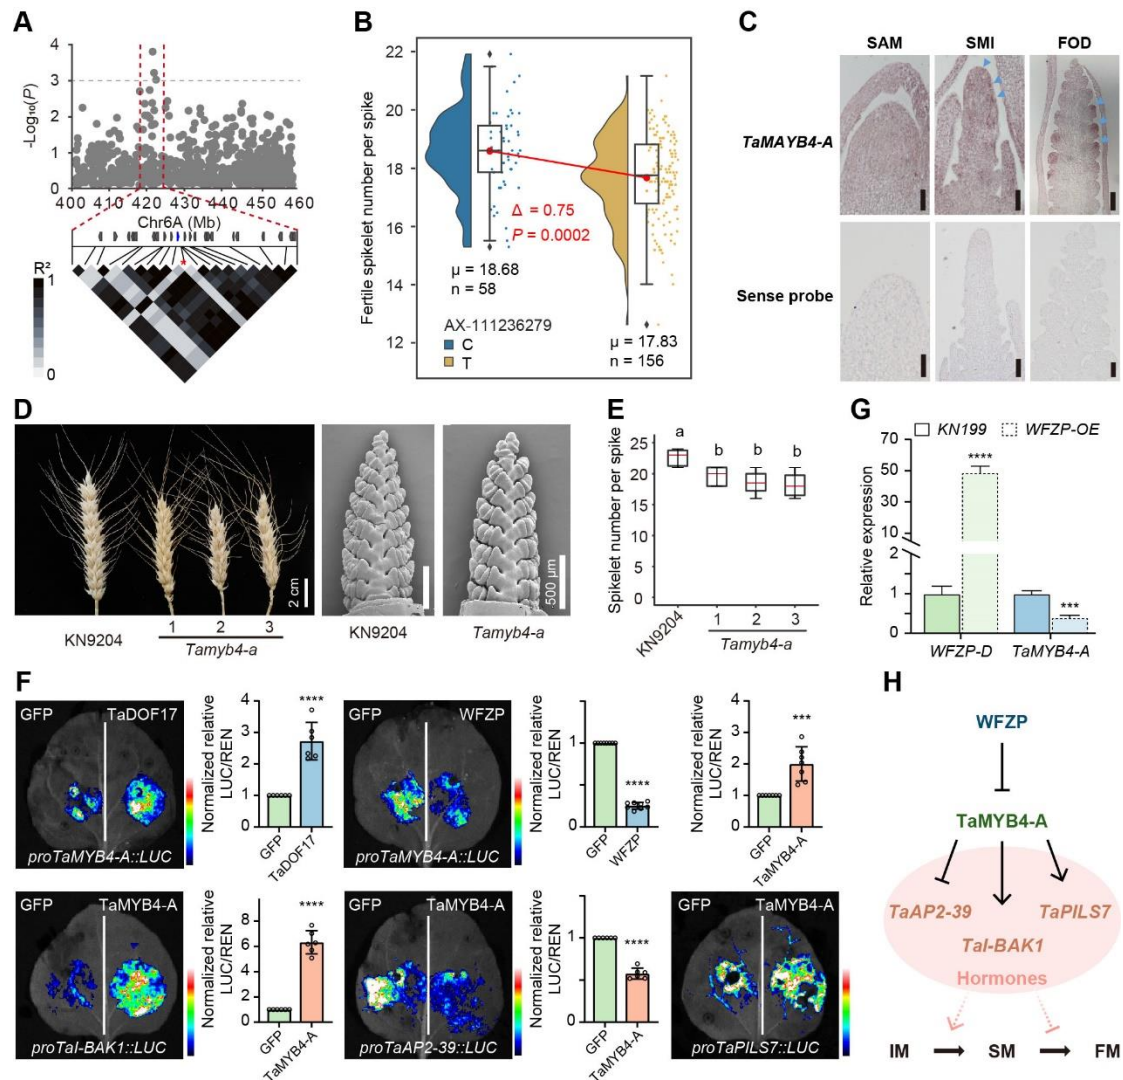 A
4
3
2
1
0
-Log₁₀(P)
400 410 420 430 440 450 460
Chr6A (Mb)
R²
1
0
B
22
20
18
16
14
12
Fertile spikelet number per spike
Δ = 0.75
P = 0.0002
μ = 18.68
n = 58
AX-111236279
C
T
μ = 17.83
n = 156
C
SAM SMI FOD
TaMAYB4-A
Sense probe
D
2 cm
KN9204
1 2 3
Tamyb4-a
KN9204
500 μm
Tamyb4-a
E
25
20
15
10
5
0
Spikelet number per spike
a b b b
KN9204
1 2 3
Tamyb4-a
G
KN199 WFZP-OE
70
50
30
10
2
1
0
Relative expression
****
***
WFZP-D TaMYB4-A
F
GFP TaDOF17
proTaMYB4-A::LUC
Normalized relative
LUC/REN
4
3
2
1
0
****
GFP
TaDOF17
GFP WFZP
proTaMYB4-A::LUC
Normalized relative
LUC/REN
1
0
****
GFP
WFZP
Normalized relative
LUC/REN
4
3
2
1
0
***
GFP
TaMYB4-A
GFP TaMYB4-A
proTaI-BAK1::LUC
Normalized relative
LUC/REN
8
6
4
2
0
****
GFP
TaMYB4-A
GFP TaMYB4-A
proTaAP2-39::LUC
Normalized relative
LUC/REN
1
0
****
GFP
TaMYB4-A
GFP TaMYB4-A
proTaPILS7::LUC
H
WFZP
TaMYB4-A
TaAP2-39 TaPILS7
TaI-BAK1
Hormones
IM SM FM